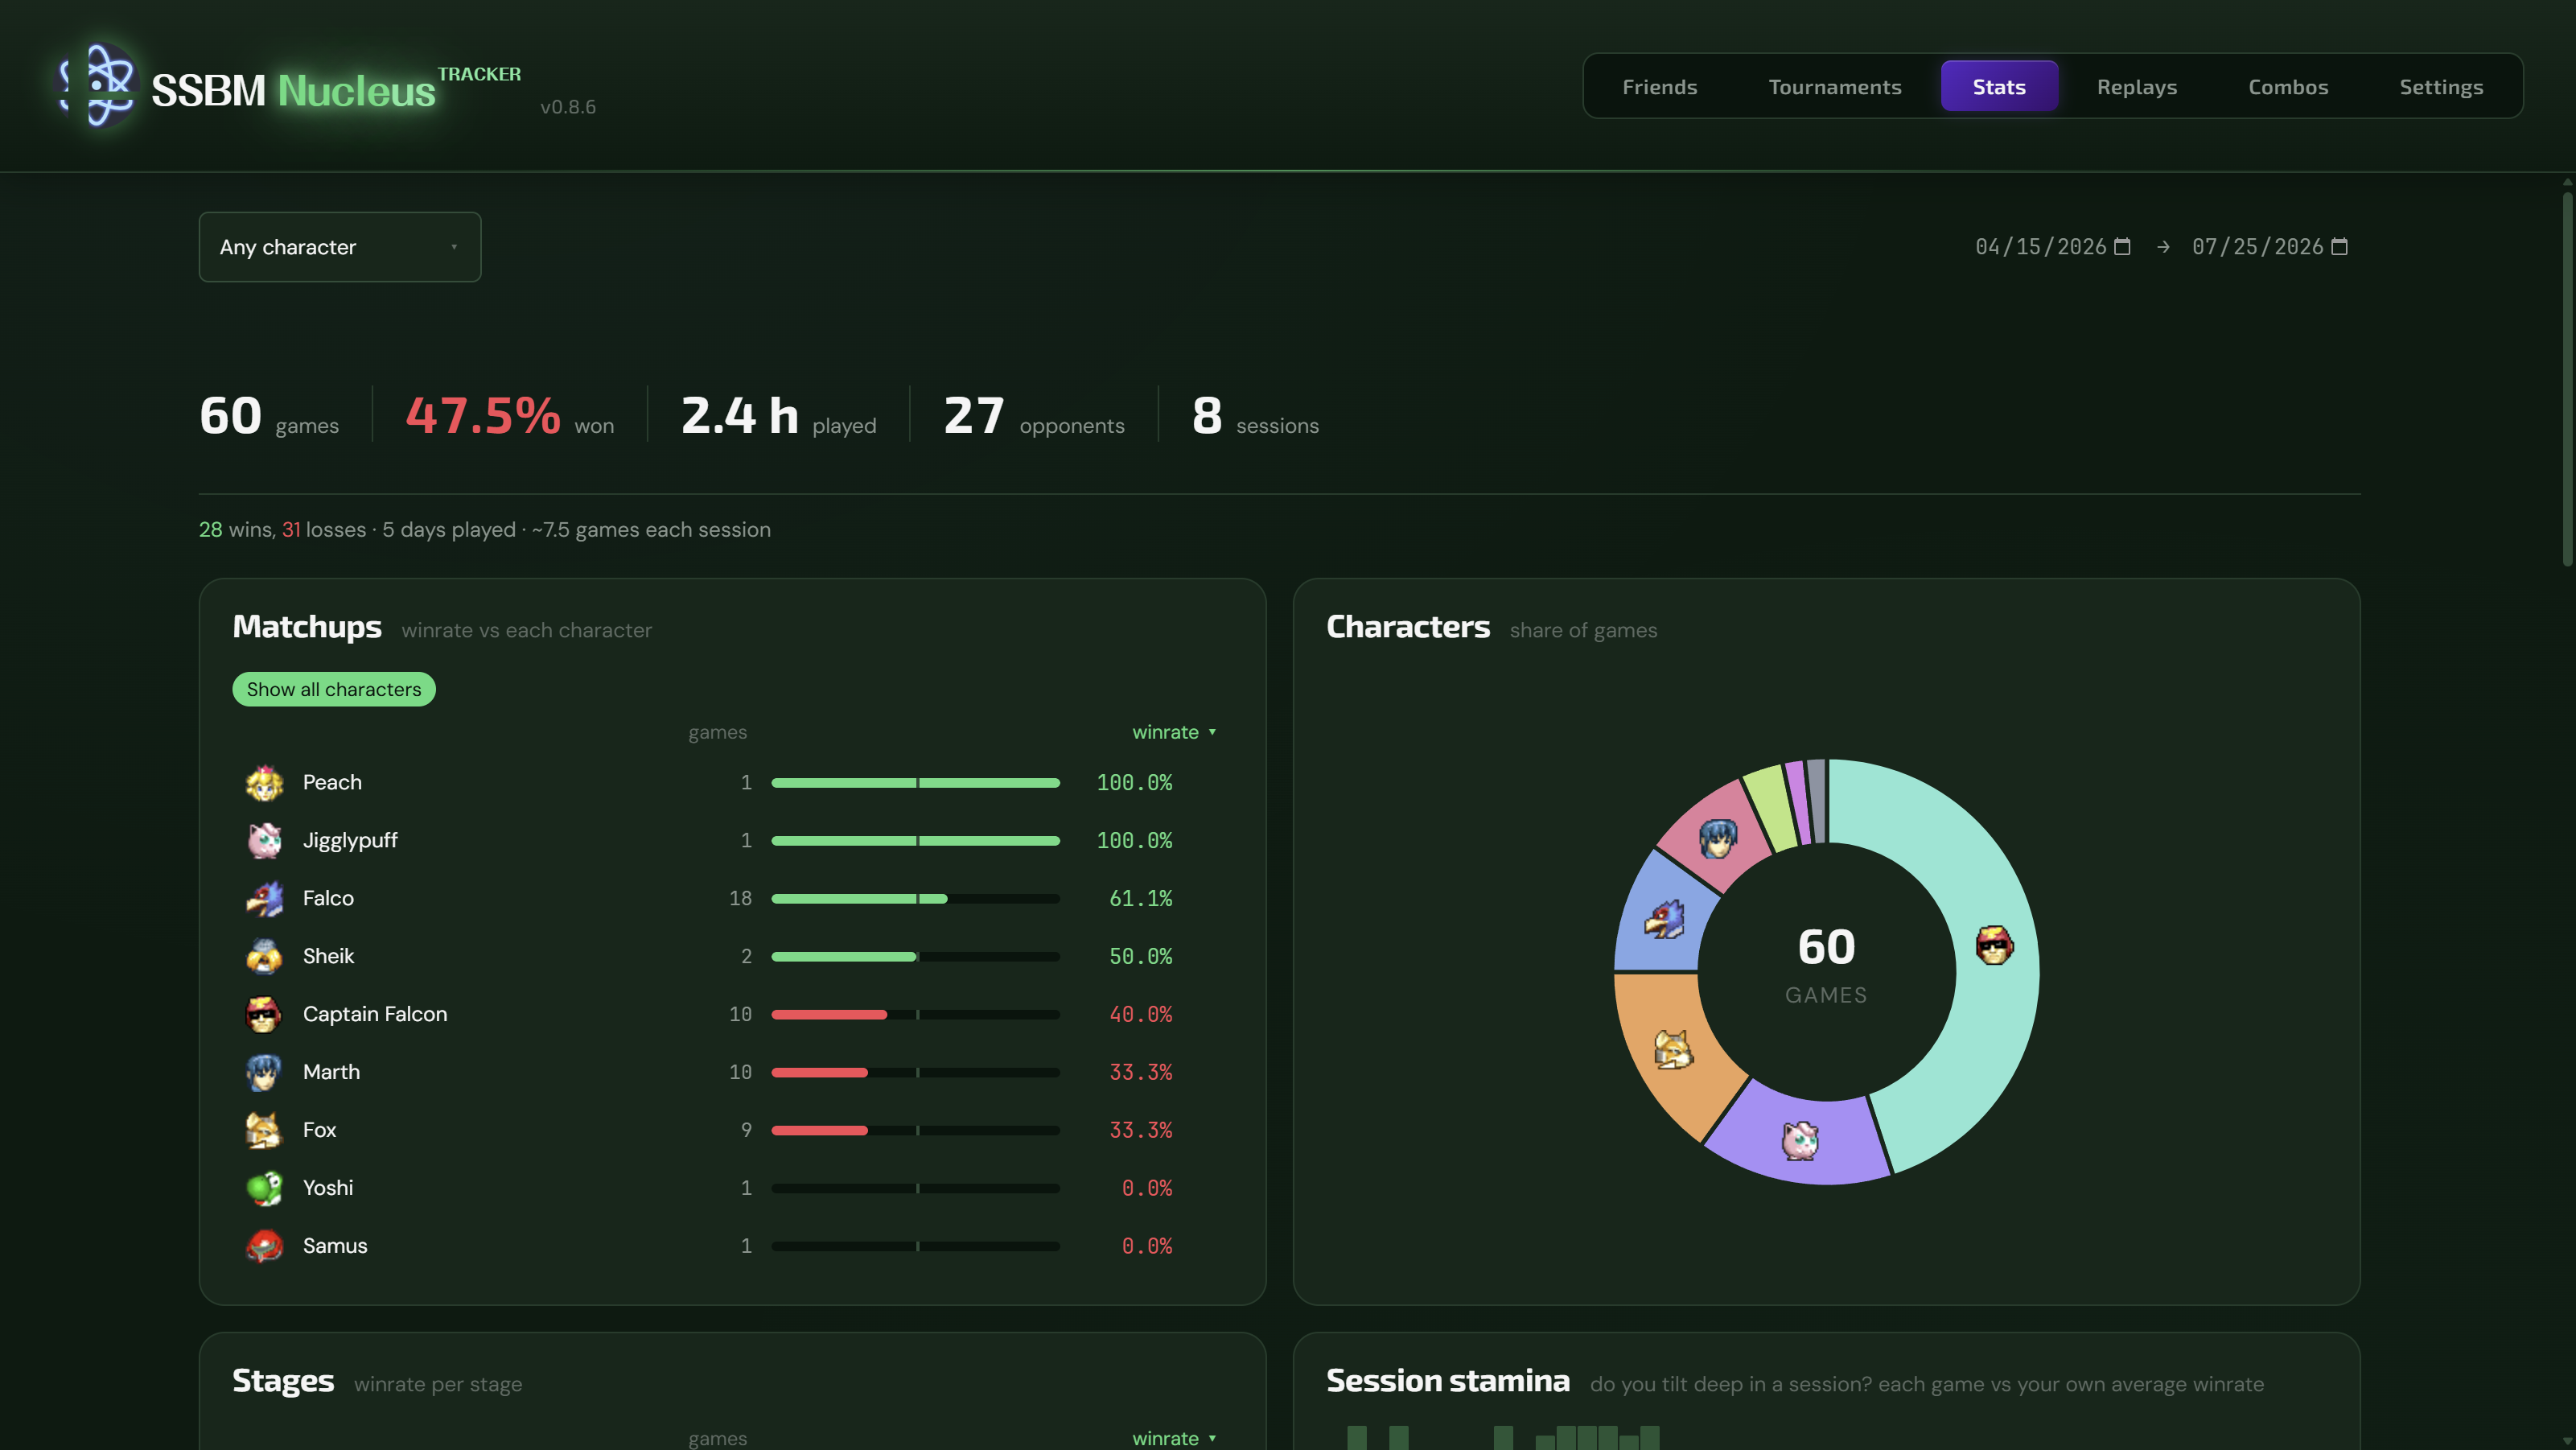 SSBM Nucleus TRACKER v0.8.6
Friends Tournaments Stats Replays Combos Settings
Any character ▾ 04/15/2026 → 07/25/2026
60 games 47.5% won 2.4 h played 27 opponents 8 sessions
28 wins, 31 losses · 5 days played · ~7.5 games each session
Matchups winrate vs each character
Show all characters
games winrate ▾
Peach 1 100.0%
Jigglypuff 1 100.0%
Falco 18 61.1%
Sheik 2 50.0%
Captain Falcon 10 40.0%
Marth 10 33.3%
Fox 9 33.3%
Yoshi 1 0.0%
Samus 1 0.0%
Characters share of games
60
GAMES
Stages winrate per stage
games winrate ▾
Session stamina do you tilt deep in a session? each game vs your own average winrate